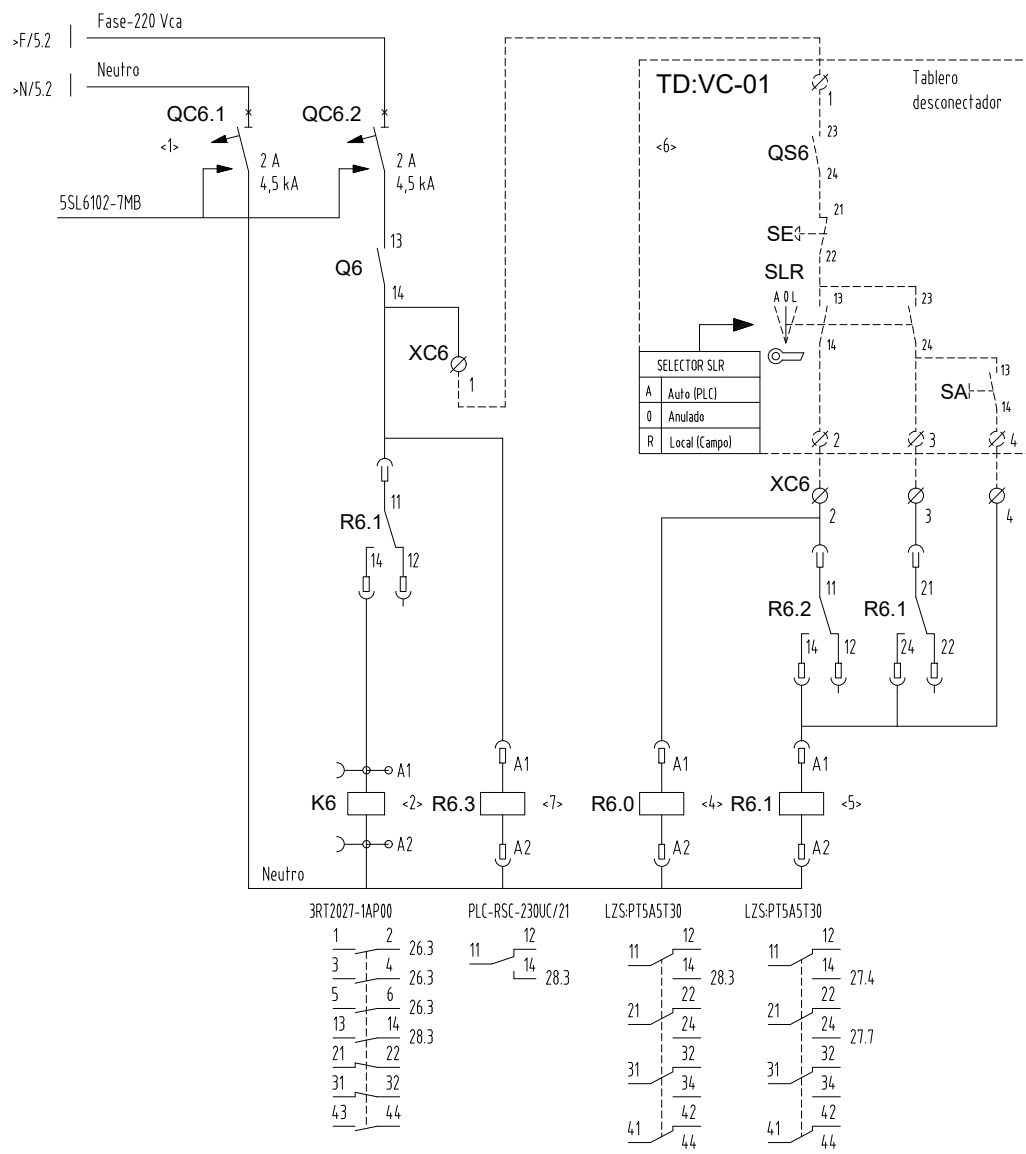 Fase-220 Vca
>F/5.2
Neutro
>N/5.2
QC6.1
QC6.2
<1>
2 A
4,5 kA
2 A
4,5 kA
5SL6102-7MB
TD:VC-01
Tablero
desconectador
1
<6>
23
QS6
24
21
SE
22
SLR
A 0 L
13
23
14
24
13
SA
14
SELECTOR SLR
A Auto (PLC)
0 Anulado
R Local (Campo)
2
3
4
13
Q6
14
XC6
1
XC6
2
3
4
11
R6.1
14
12
11
R6.2
14
12
21
R6.1
24
22
A1
K6
<2>
A2
A1
R6.3
<7>
A2
A1
R6.0
<4>
A2
A1
R6.1
<5>
A2
Neutro
3RT2027-1AP00
1 2 26.3
3 4 26.3
5 6 26.3
13 14 28.3
21 22
31 32
43 44
PLC-RSC-230UC/21
12
11
14
28.3
LZS:PT5A5T30
12
11
14
28.3
22
21
24
32
31
34
42
41
44
LZS:PT5A5T30
12
11
14
27.4
22
21
24
27.7
32
31
34
42
41
44